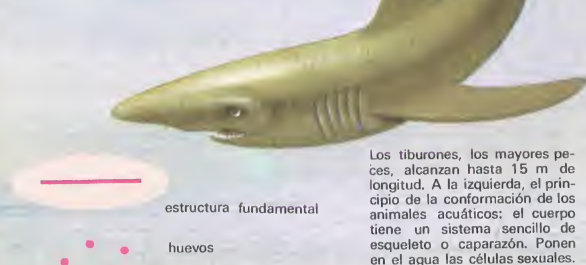 Los tiburones, los mayores pe-
ces, alcanzan hasta 15 m de
longitud. A la izquierda, el prin-
cipio de la conformación de los
animales acuáticos: el cuerpo
tiene un sistema sencillo de
esqueleto o caparazón. Ponen
en el agua las células sexuales.
estructura fundamental
huevos